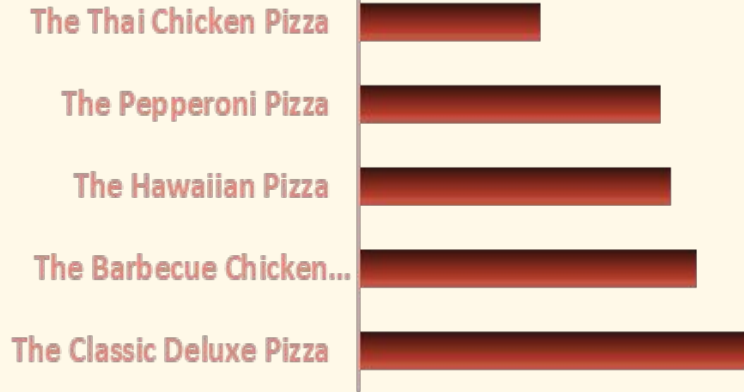 The Thai Chicken Pizza
The Pepperoni Pizza
The Hawaiian Pizza
The Barbecue Chicken...
The Classic Deluxe Pizza